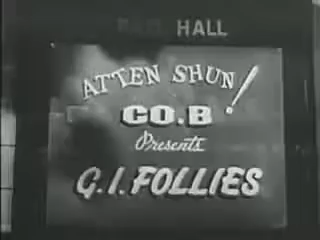 HALL
ATTEN SHUN!
CO.B
Presents
G.I. FOLLIES